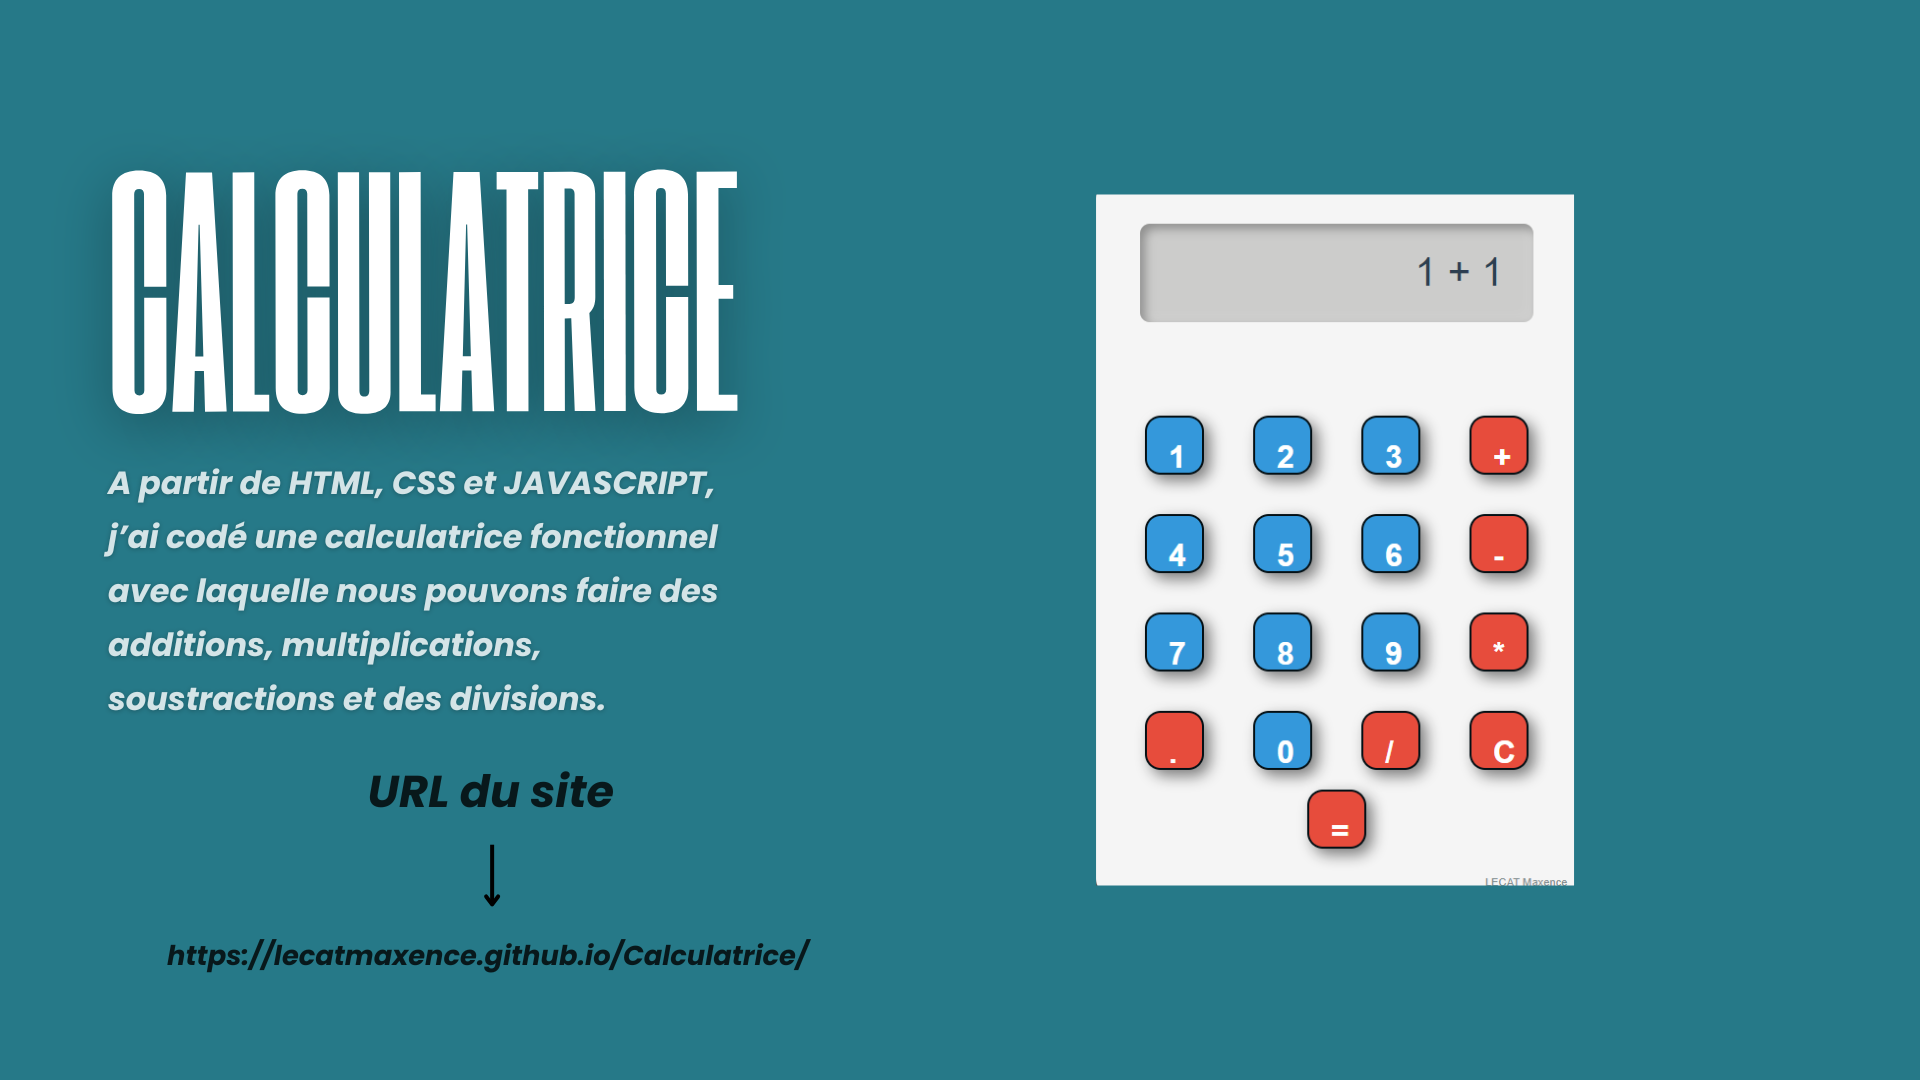 CALCULATRICE
A partir de HTML, CSS et JAVASCRIPT,
j’ai codé une calculatrice fonctionnel
avec laquelle nous pouvons faire des
additions, multiplications,
soustractions et des divisions.
URL du site
https://lecatmaxence.github.io/Calculatrice/
1 + 1
1 2 3 +
4 5 6 -
7 8 9 *
. 0 / C
=
LECAT Maxence